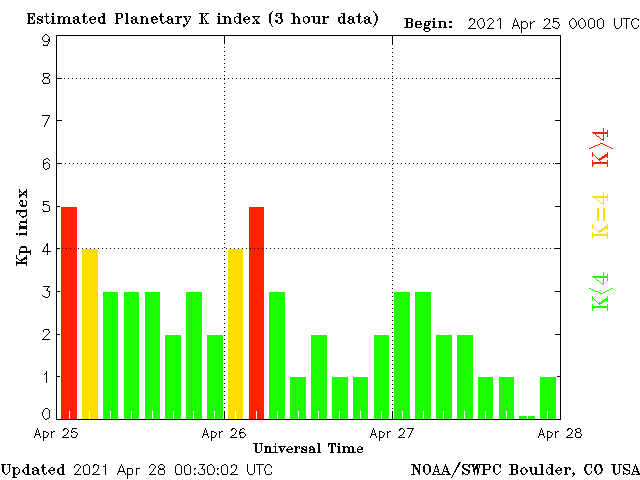 Estimated Planetary K index (3 hour data)
Begin: 2021 Apr 25 0000 UTC
9
8
7
6
5
4
3
2
1
0
Kp index
K>4
K=4
K<4
Apr 25
Apr 26
Apr 27
Apr 28
Universal Time
Updated 2021 Apr 28 00:30:02 UTC
NOAA/SWPC Boulder, CO USA